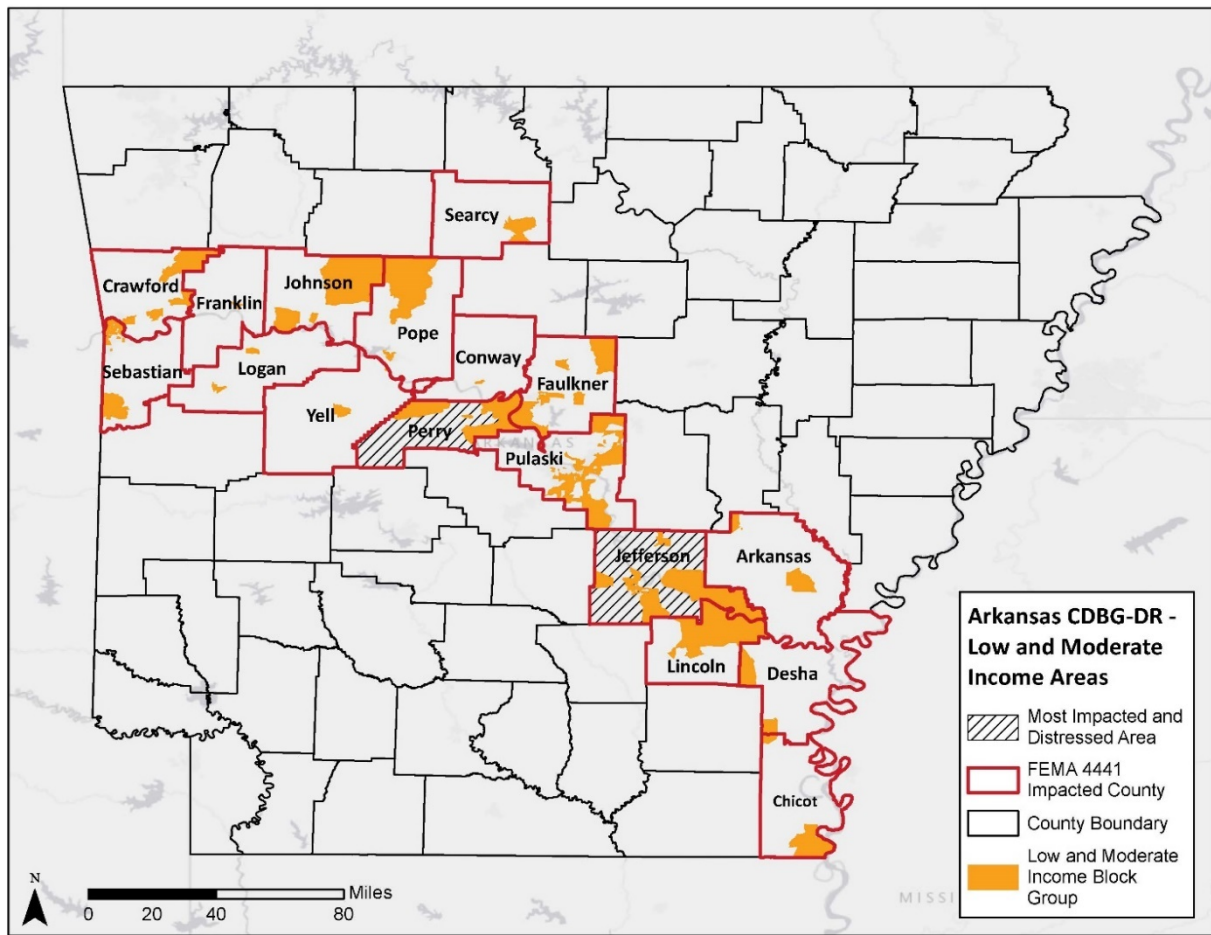 Searcy
Crawford
Johnson
Franklin
Pope
Conway
Sebastian
Logan
Faulkner
Yell
Perry
ARKANSAS
Pulaski
Jefferson
Arkansas
Lincoln
Desha
Chicot
Arkansas CDBG-DR -
Low and Moderate
Income Areas
Most Impacted and
Distressed Area
FEMA 4441
Impacted County
County Boundary
Low and Moderate
Income Block
Group
MISSI
N
Miles
0 20 40 80